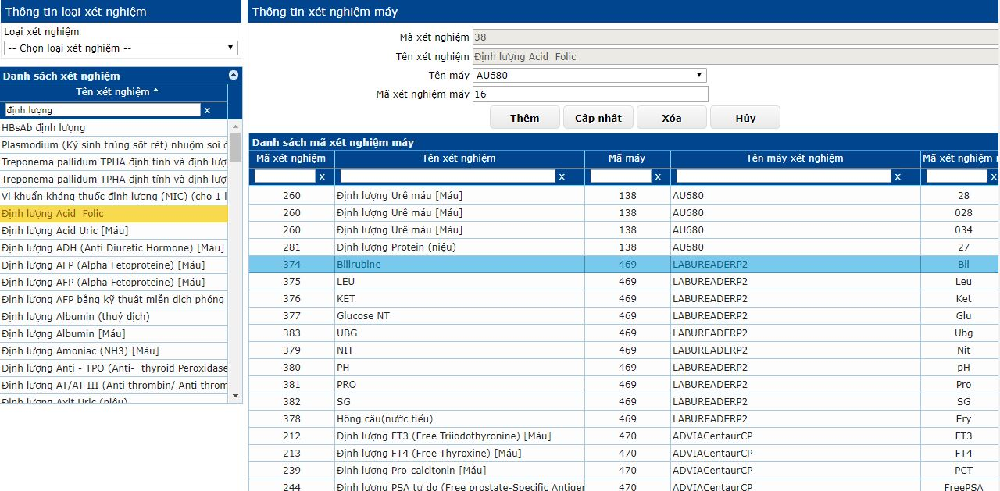 Thông tin loại xét nghiệm
Loại xét nghiệm
-- Chọn loại xét nghiệm --
Danh sách xét nghiệm
Tên xét nghiệm
định lượng x
HBsAb định lượng
Plasmodium (Ký sinh trùng sốt rét) nhuộm soi
Treponema pallidum TPHA định tính và định
Treponema pallidum TPHA định tính và định
Vi khuẩn kháng thuốc định lượng (MIC) (cho 1
Định lượng Acid Folic
Định lượng Acid Uric [Máu]
Định lượng ADH (Anti Diuretic Hormone) [Máu]
Định lượng AFP (Alpha Fetoproteine) [Máu]
Định lượng AFP (Alpha Fetoproteine) [Máu]
Định lượng AFP bằng kỹ thuật miễn dịch phóng
Định lượng Albumin (thuỷ dịch)
Định lượng Albumin [Máu]
Định lượng Amoniac (NH3) [Máu]
Định lượng Anti - TPO (Anti- thyroid Peroxidase
Định lượng AT/AT III (Anti thrombin/ Anti throm
Định lượng Axit Uric (niệu)
Thông tin xét nghiệm máy
Mã xét nghiệm 38
Tên xét nghiệm Định lượng Acid Folic
Tên máy AU680
Mã xét nghiệm máy 16
Thêm Cập nhật Xóa Hủy
Danh sách mã xét nghiệm máy
Mã xét nghiệm Tên xét nghiệm Mã máy Tên máy xét nghiệm Mã xét nghiệm
x x x x x
260 Định lượng Urê máu [Máu] 138 AU680 28
260 Định lượng Urê máu [Máu] 138 AU680 028
260 Định lượng Urê máu [Máu] 138 AU680 034
281 Định lượng Protein (niệu) 138 AU680 27
374 Bilirubine 469 LABUREADERP2 Bil
375 LEU 469 LABUREADERP2 Leu
376 KET 469 LABUREADERP2 Ket
377 Glucose NT 469 LABUREADERP2 Glu
383 UBG 469 LABUREADERP2 Ubg
379 NIT 469 LABUREADERP2 Nit
380 PH 469 LABUREADERP2 pH
381 PRO 469 LABUREADERP2 Pro
382 SG 469 LABUREADERP2 SG
378 Hồng cầu(nước tiểu) 469 LABUREADERP2 Ery
212 Định lượng FT3 (Free Triiodothyronine) [Máu] 470 ADVIACentaurCP FT3
213 Định lượng FT4 (Free Thyroxine) [Máu] 470 ADVIACentaurCP FT4
239 Định lượng Pro-calcitonin [Máu] 470 ADVIACentaurCP PCT
244 Định lượng PSA tự do (Free prostate-Specific Antigen 470 ADVIACentaurCP FreePSA